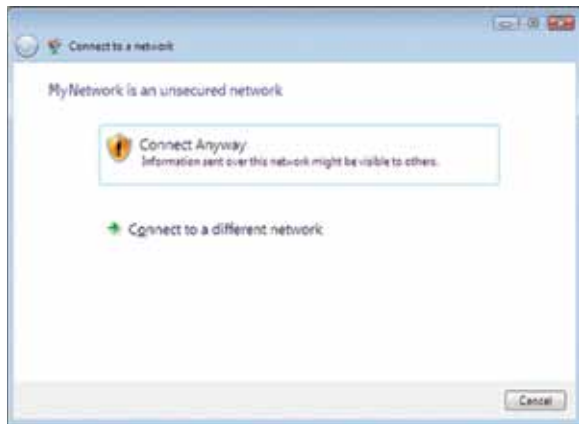 Connect to a network
MyNetwork is an unsecured network
Connect Anyway
Information sent over this network might be visible to others.
Connect to a different network
Cancel